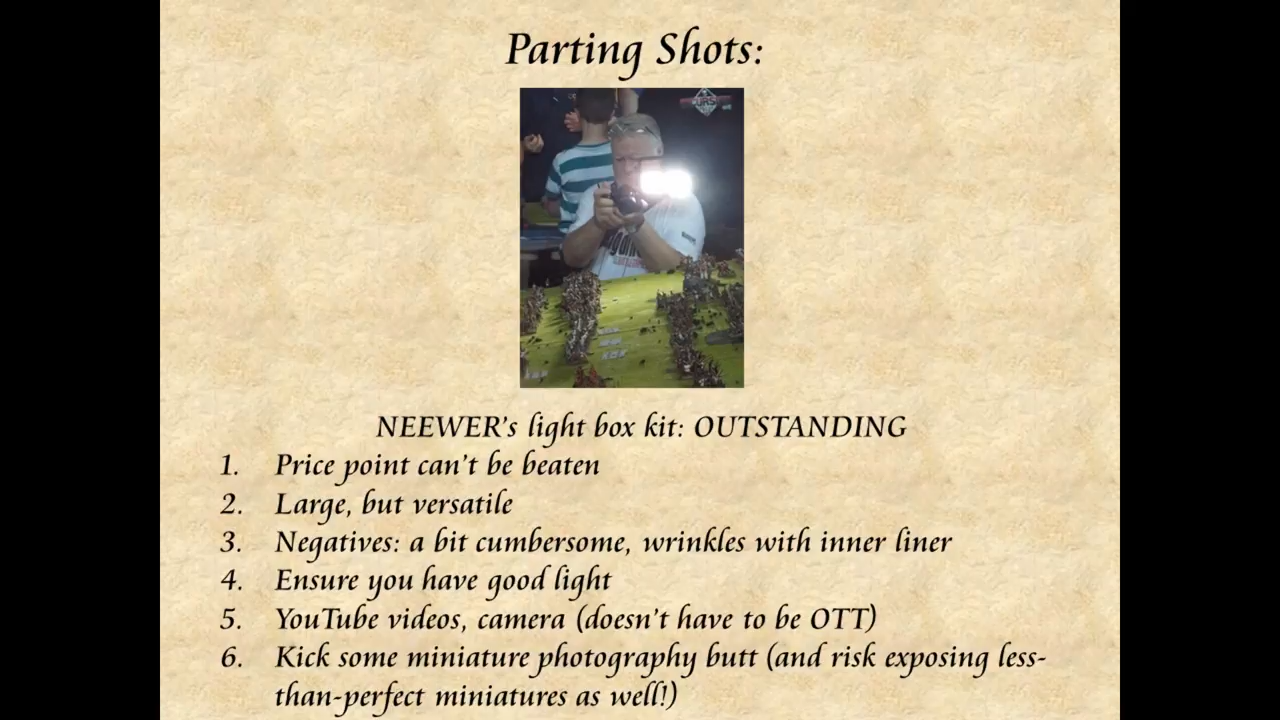 Parting Shots:
NEEWER's light box kit: OUTSTANDING
1. Price point can't be beaten
2. Large, but versatile
3. Negatives: a bit cumbersome, wrinkles with inner liner
4. Ensure you have good light
5. YouTube videos, camera (doesn't have to be OTT)
6. Kick some miniature photography butt (and risk exposing less-
than-perfect miniatures as well!)